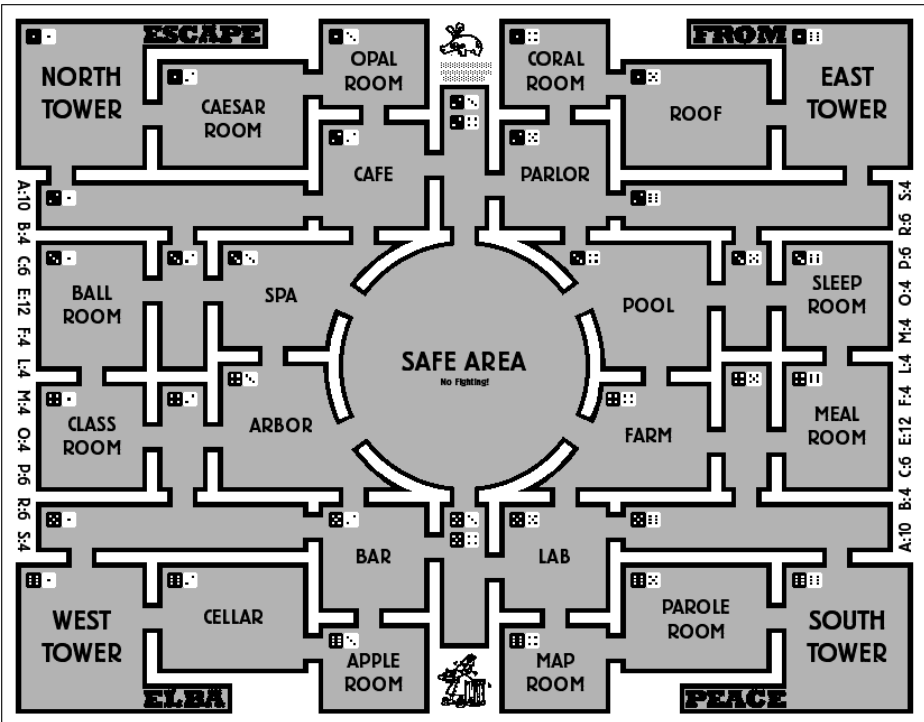 ESCAPE
FROM
NORTH
TOWER
CAESAR
ROOM
OPAL
ROOM
CORAL
ROOM
ROOF
EAST
TOWER
CAFE
PARLOR
A:10 B:4 C:6 E:12 F:4 L:4 M:4 O:4 P:6 R:6 S:4
BALL
ROOM
SPA
POOL
SLEEP
ROOM
SAFE AREA
No Fighting!
CLASS
ROOM
ARBOR
FARM
MEAL
ROOM
A:10 B:4 C:6 E:12 F:4 L:4 M:4 O:4 P:6 R:6 S:4
BAR
LAB
WEST
TOWER
CELLAR
APPLE
ROOM
MAP
ROOM
PAROLE
ROOM
SOUTH
TOWER
ELBA
PEACE